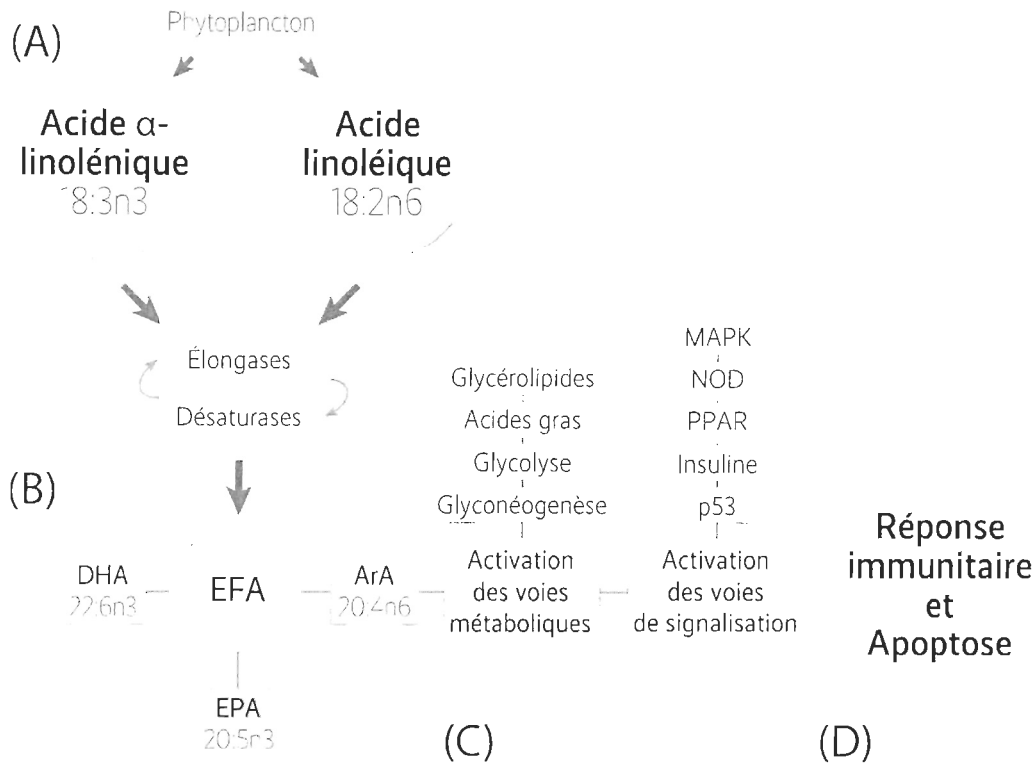 (A)
Phytoplancton
Acide α-
linolénique
18:3n3
Acide
linoléique
18:2n6
Élongases
Désaturases
(B)
DHA
22:6n3
EFA
ArA
20:4n6
EPA
20:5n3
Glycérolipides
Acides gras
Glycolyse
Glyconéogenèse
Activation
des voies
métaboliques
(C)
MAPK
NOD
PPAR
Insuline
p53
Activation
des voies
de signalisation
Réponse
immunitaire
et
Apoptose
(D)